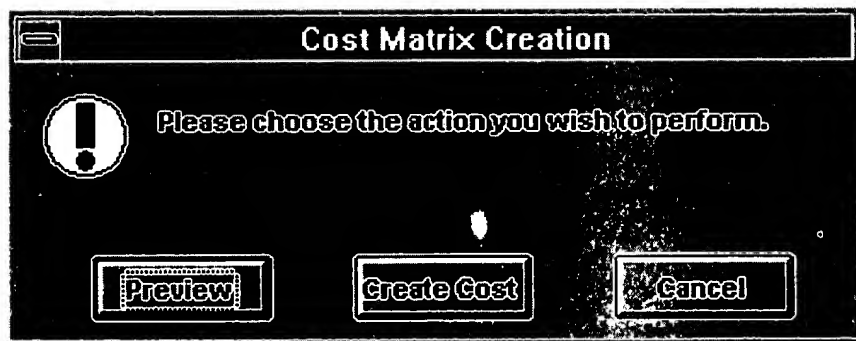 Cost Matrix Creation
Please choose the action you wish to perform.
Preview Create Cost Cancel